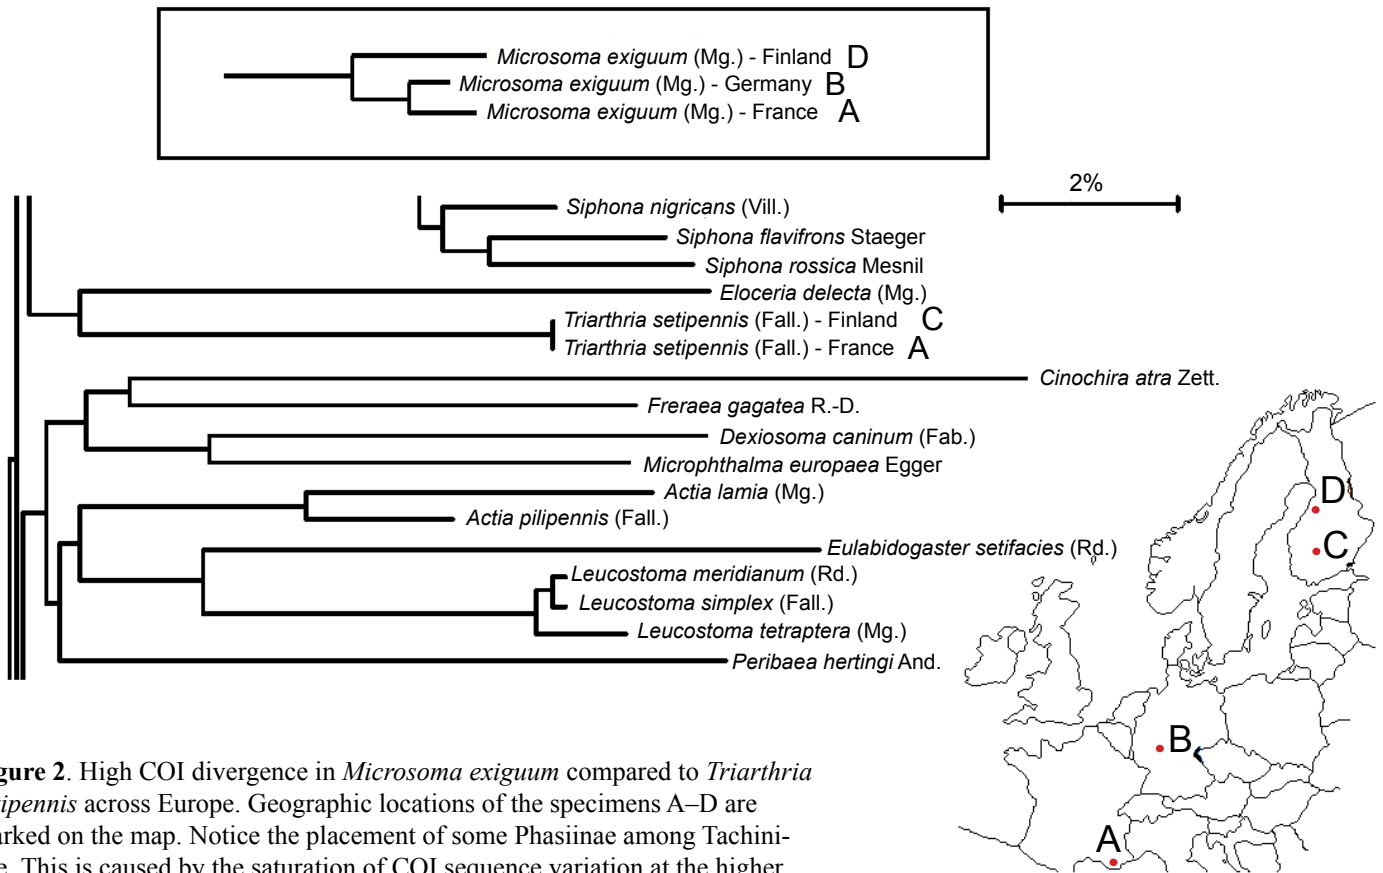 Microsoma exiguum (Mg.) - Finland D
Microsoma exiguum (Mg.) - Germany B
Microsoma exiguum (Mg.) - France A
2%
Siphona nigricans (Vill.)
Siphona flavifrons Staeger
Siphona rossica Mesnil
Eloceria delecta (Mg.)
Triarthria setipennis (Fall.) - Finland C
Triarthria setipennis (Fall.) - France A
Cinochira atra Zett.
Freraea gagatea R.-D.
Dexiosoma caninum (Fab.)
Microphthalma europaea Egger
Actia lamia (Mg.)
Actia pilipennis (Fall.)
Eulabidogaster setifacies (Rd.)
Leucostoma meridianum (Rd.)
Leucostoma simplex (Fall.)
Leucostoma tetraptera (Mg.)
Peribaea hertingi And.
D
C
B
A
gure 2. High COI divergence in Microsoma exiguum compared to Triarthria
ipennis across Europe. Geographic locations of the specimens A–D are
arked on the map. Notice the placement of some Phasiinae among Tachini-
e. This is caused by the saturation of COI sequence variation at the higher